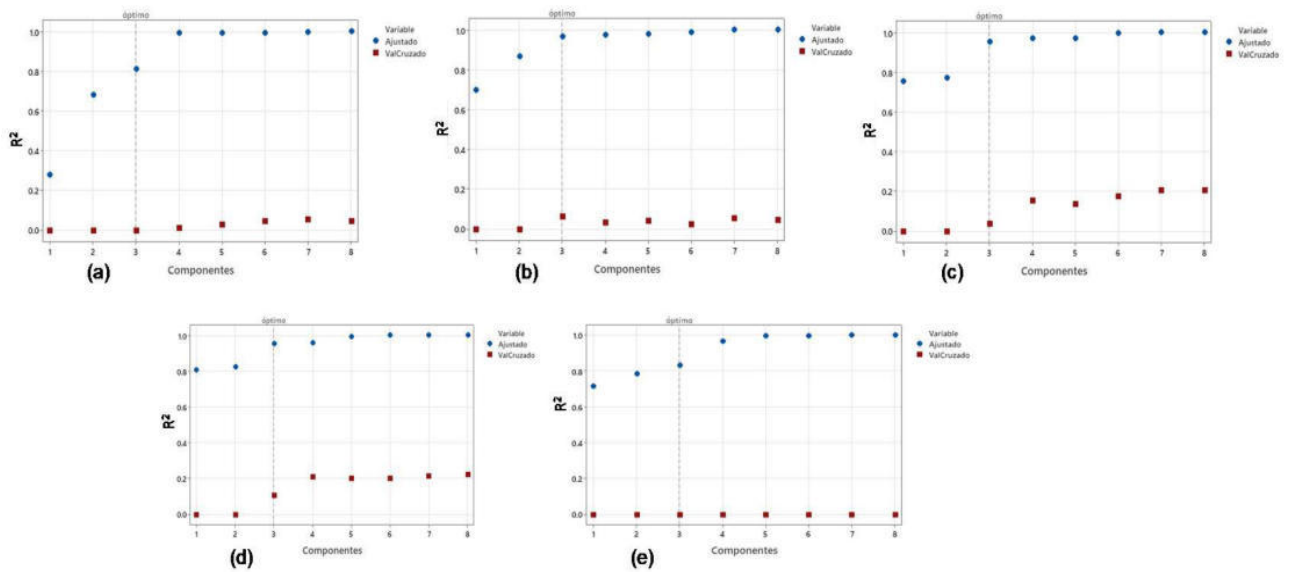 óptimo
Variable
Ajustado
ValCruzado
R²
1.0
0.8
0.6
0.4
0.2
0.0
1 2 3 4 5 6 7 8
Componentes
(a)
óptimo
Variable
Ajustado
ValCruzado
R²
1.0
0.8
0.6
0.4
0.2
0.0
1 2 3 4 5 6 7 8
Componentes
(b)
óptimo
Variable
Ajustado
ValCruzado
R²
1.0
0.8
0.6
0.4
0.2
0.0
1 2 3 4 5 6 7 8
Componentes
(c)
óptimo
Variable
Ajustado
ValCruzado
R²
1.0
0.8
0.6
0.4
0.2
0.0
1 2 3 4 5 6 7 8
Componentes
(d)
óptimo
Variable
Ajustado
ValCruzado
R²
1.0
0.8
0.6
0.4
0.2
0.0
1 2 3 4 5 6 7 8
Componentes
(e)